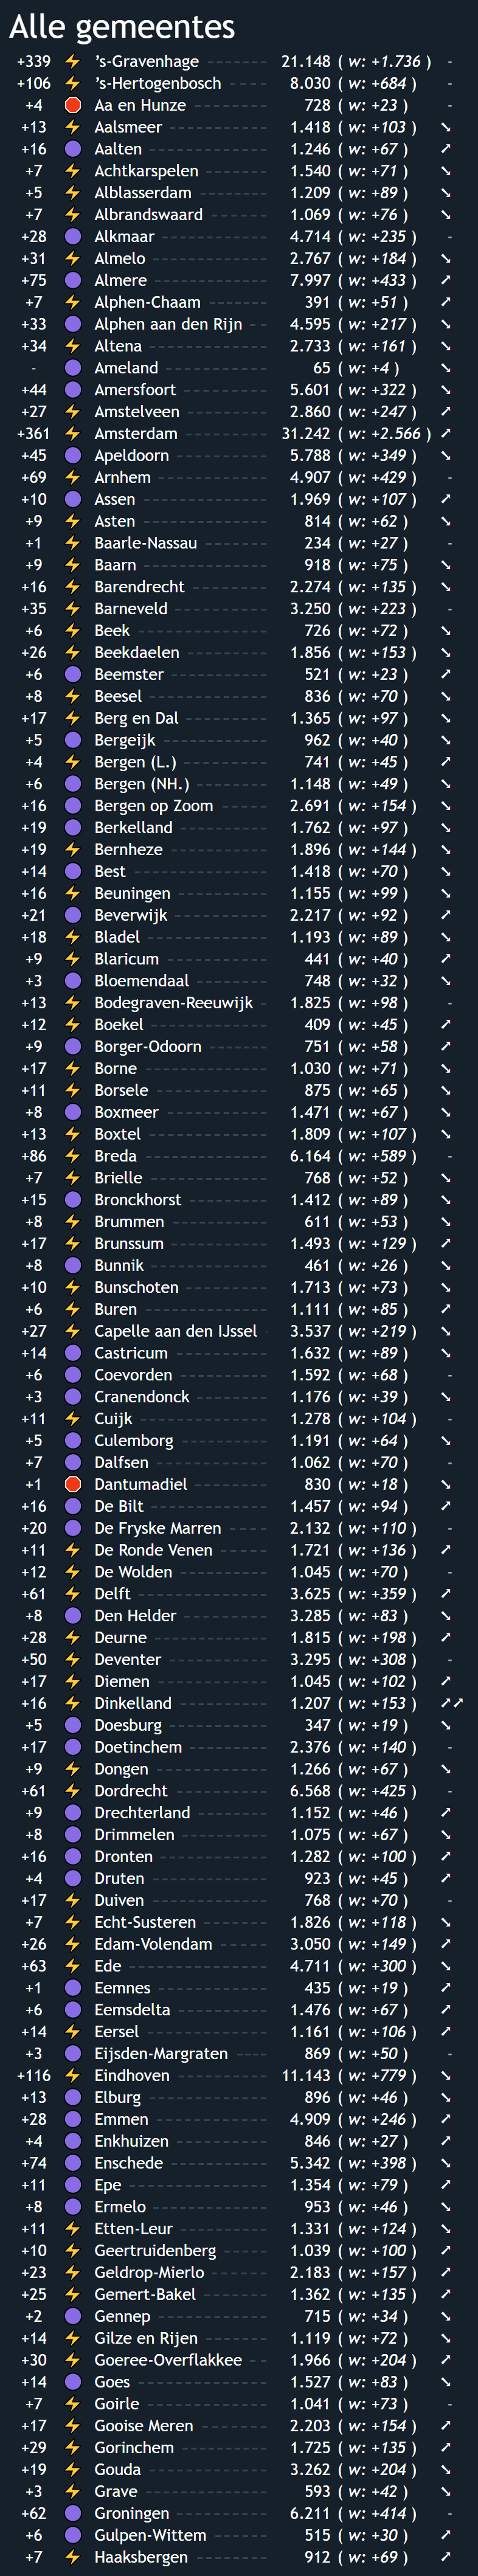 Alle gemeentes
+339 ’s-Gravenhage 21.148 ( w: +1.736 ) -
+106 ’s-Hertogenbosch 8.030 ( w: +684 ) -
+4 Aa en Hunze 728 ( w: +23 ) -
+13 Aalsmeer 1.418 ( w: +103 ) ➘
+16 Aalten 1.246 ( w: +67 ) ➚
+7 Achtkarspelen 1.540 ( w: +71 ) ➘
+5 Alblasserdam 1.209 ( w: +89 ) ➘
+7 Albrandswaard 1.069 ( w: +76 ) ➘
+28 Alkmaar 4.714 ( w: +235 ) -
+31 Almelo 2.767 ( w: +184 ) ➘
+75 Almere 7.997 ( w: +433 ) ➚
+7 Alphen-Chaam 391 ( w: +51 ) ➚
+33 Alphen aan den Rijn 4.595 ( w: +217 ) ➘
+34 Altena 2.733 ( w: +161 ) ➘
- Ameland 65 ( w: +4 ) ➘
+44 Amersfoort 5.601 ( w: +322 ) ➘
+27 Amstelveen 2.860 ( w: +247 ) ➚
+361 Amsterdam 31.242 ( w: +2.566 ) ➚
+45 Apeldoorn 5.788 ( w: +349 ) ➘
+69 Arnhem 4.907 ( w: +429 ) -
+10 Assen 1.969 ( w: +107 ) ➚
+9 Asten 814 ( w: +62 ) ➘
+1 Baarle-Nassau 234 ( w: +27 ) -
+9 Baarn 918 ( w: +75 ) ➘
+16 Barendrecht 2.274 ( w: +135 ) ➘
+35 Barneveld 3.250 ( w: +223 ) -
+6 Beek 726 ( w: +72 ) ➘
+26 Beekdaelen 1.856 ( w: +153 ) ➘
+6 Beemster 521 ( w: +23 ) ➚
+8 Beesel 836 ( w: +70 ) ➘
+17 Berg en Dal 1.365 ( w: +97 ) ➘
+5 Bergeijk 962 ( w: +40 ) ➘
+4 Bergen (L.) 741 ( w: +45 ) ➚
+6 Bergen (NH.) 1.148 ( w: +49 ) ➘
+16 Bergen op Zoom 2.691 ( w: +154 ) ➘
+19 Berkelland 1.762 ( w: +97 ) ➘
+19 Bernheze 1.896 ( w: +144 ) ➘
+14 Best 1.418 ( w: +70 ) ➘
+16 Beuningen 1.155 ( w: +99 ) ➘
+21 Beverwijk 2.217 ( w: +92 ) ➚
+18 Bladel 1.193 ( w: +89 ) ➘
+9 Blaricum 441 ( w: +40 ) ➚
+3 Bloemendaal 748 ( w: +32 ) ➘
+13 Bodegraven-Reeuwijk 1.825 ( w: +98 ) -
+12 Boekel 409 ( w: +45 ) ➚
+9 Borger-Odoorn 751 ( w: +58 ) ➚
+17 Borne 1.030 ( w: +71 ) ➘
+11 Borsele 875 ( w: +65 ) ➘
+8 Boxmeer 1.471 ( w: +67 ) ➘
+13 Boxtel 1.809 ( w: +107 ) ➘
+86 Breda 6.164 ( w: +589 ) -
+7 Brielle 768 ( w: +52 ) ➘
+15 Bronckhorst 1.412 ( w: +89 ) ➘
+8 Brummen 611 ( w: +53 ) ➘
+17 Brunssum 1.493 ( w: +129 ) ➚
+8 Bunnik 461 ( w: +26 ) ➘
+10 Bunschoten 1.713 ( w: +73 ) ➘
+6 Buren 1.111 ( w: +85 ) ➚
+27 Capelle aan den IJssel 3.537 ( w: +219 ) ➘
+14 Castricum 1.632 ( w: +89 ) ➘
+6 Coevorden 1.592 ( w: +68 ) -
+3 Cranendonck 1.176 ( w: +39 ) ➘
+11 Cuijk 1.278 ( w: +104 ) -
+5 Culemborg 1.191 ( w: +64 ) ➘
+7 Dalfsen 1.062 ( w: +70 ) -
+1 Dantumadiel 830 ( w: +18 ) ➘
+16 De Bilt 1.457 ( w: +94 ) ➚
+20 De Fryske Marren 2.132 ( w: +110 ) -
+11 De Ronde Venen 1.721 ( w: +136 ) ➚
+12 De Wolden 1.045 ( w: +70 ) -
+61 Delft 3.625 ( w: +359 ) ➚
+8 Den Helder 3.285 ( w: +83 ) ➘
+28 Deurne 1.815 ( w: +198 ) ➚
+50 Deventer 3.295 ( w: +308 ) -
+17 Diemen 1.045 ( w: +102 ) ➚
+16 Dinkelland 1.207 ( w: +153 ) ➚➚
+5 Doesburg 347 ( w: +19 ) ➘
+17 Doetinchem 2.376 ( w: +140 ) -
+9 Dongen 1.266 ( w: +67 ) ➘
+61 Dordrecht 6.568 ( w: +425 ) -
+9 Drechterland 1.152 ( w: +46 ) ➚
+8 Drimmelen 1.075 ( w: +67 ) ➘
+16 Dronten 1.282 ( w: +100 ) ➚
+4 Druten 923 ( w: +45 ) ➚
+17 Duiven 768 ( w: +70 ) -
+7 Echt-Susteren 1.826 ( w: +118 ) ➘
+26 Edam-Volendam 3.050 ( w: +149 ) ➚
+63 Ede 4.711 ( w: +300 ) ➘
+1 Eemnes 435 ( w: +19 ) ➚
+6 Eemsdelta 1.476 ( w: +67 ) ➚
+14 Eersel 1.161 ( w: +106 ) ➚
+3 Eijsden-Margraten 869 ( w: +50 ) -
+116 Eindhoven 11.143 ( w: +779 ) ➘
+13 Elburg 896 ( w: +46 ) ➘
+28 Emmen 4.909 ( w: +246 ) ➚
+4 Enkhuizen 846 ( w: +27 ) ➚
+74 Enschede 5.342 ( w: +398 ) ➚
+11 Epe 1.354 ( w: +79 ) ➚
+8 Ermelo 953 ( w: +46 ) ➘
+11 Etten-Leur 1.331 ( w: +124 ) ➘
+10 Geertruidenberg 1.039 ( w: +100 ) ➚
+23 Geldrop-Mierlo 2.183 ( w: +157 ) ➚
+25 Gemert-Bakel 1.362 ( w: +135 ) ➚
+2 Gennep 715 ( w: +34 ) ➘
+14 Gilze en Rijen 1.119 ( w: +72 ) ➘
+30 Goeree-Overflakkee 1.966 ( w: +204 ) ➚
+14 Goes 1.527 ( w: +83 ) ➘
+7 Goirle 1.041 ( w: +73 ) -
+17 Gooise Meren 2.203 ( w: +154 ) ➚
+29 Gorinchem 1.725 ( w: +135 ) ➚
+19 Gouda 3.262 ( w: +204 ) ➘
+3 Grave 593 ( w: +42 ) ➘
+62 Groningen 6.211 ( w: +414 ) -
+6 Gulpen-Wittem 515 ( w: +30 ) ➚
+7 Haaksbergen 912 ( w: +69 ) ➚